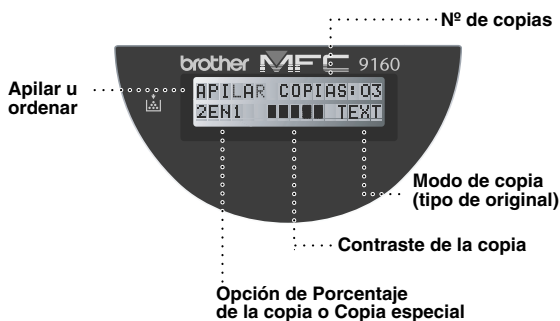 Nº de copias
brother MFC 9160
Apilar u
ordenar
APILAR COPIAS:03
2EN1 TEXT
Modo de copia
(tipo de original)
Contraste de la copia
Opción de Porcentaje
de la copia o Copia especial